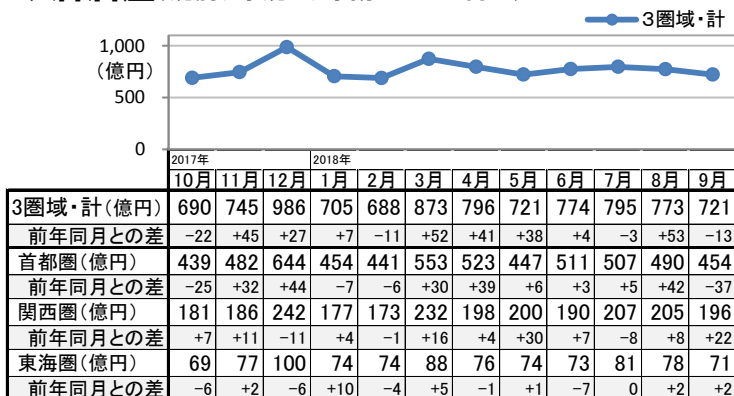 3圏域・計
1,000
(億円)
500
0
2017年 2018年
10月 11月 12月 1月 2月 3月 4月 5月 6月 7月 8月 9月
3圏域・計(億円) 690 745 986 705 688 873 796 721 774 795 773 721
前年同月との差 −22 +45 +27 +7 −11 +52 +41 +38 +4 −3 +53 −13
首都圏(億円) 439 482 644 454 441 553 523 447 511 507 490 454
前年同月との差 −25 +32 +44 −7 −6 +30 +39 +6 +3 +5 +42 −37
関西圏(億円) 181 186 242 177 173 232 198 200 190 207 205 196
前年同月との差 +7 +11 −11 +4 −1 +16 +4 +30 +7 −8 +8 +22
東海圏(億円) 69 77 100 74 74 88 76 74 73 81 78 71
前年同月との差 −6 +2 −6 +10 −4 +5 −1 +1 −7 0 +2 +2